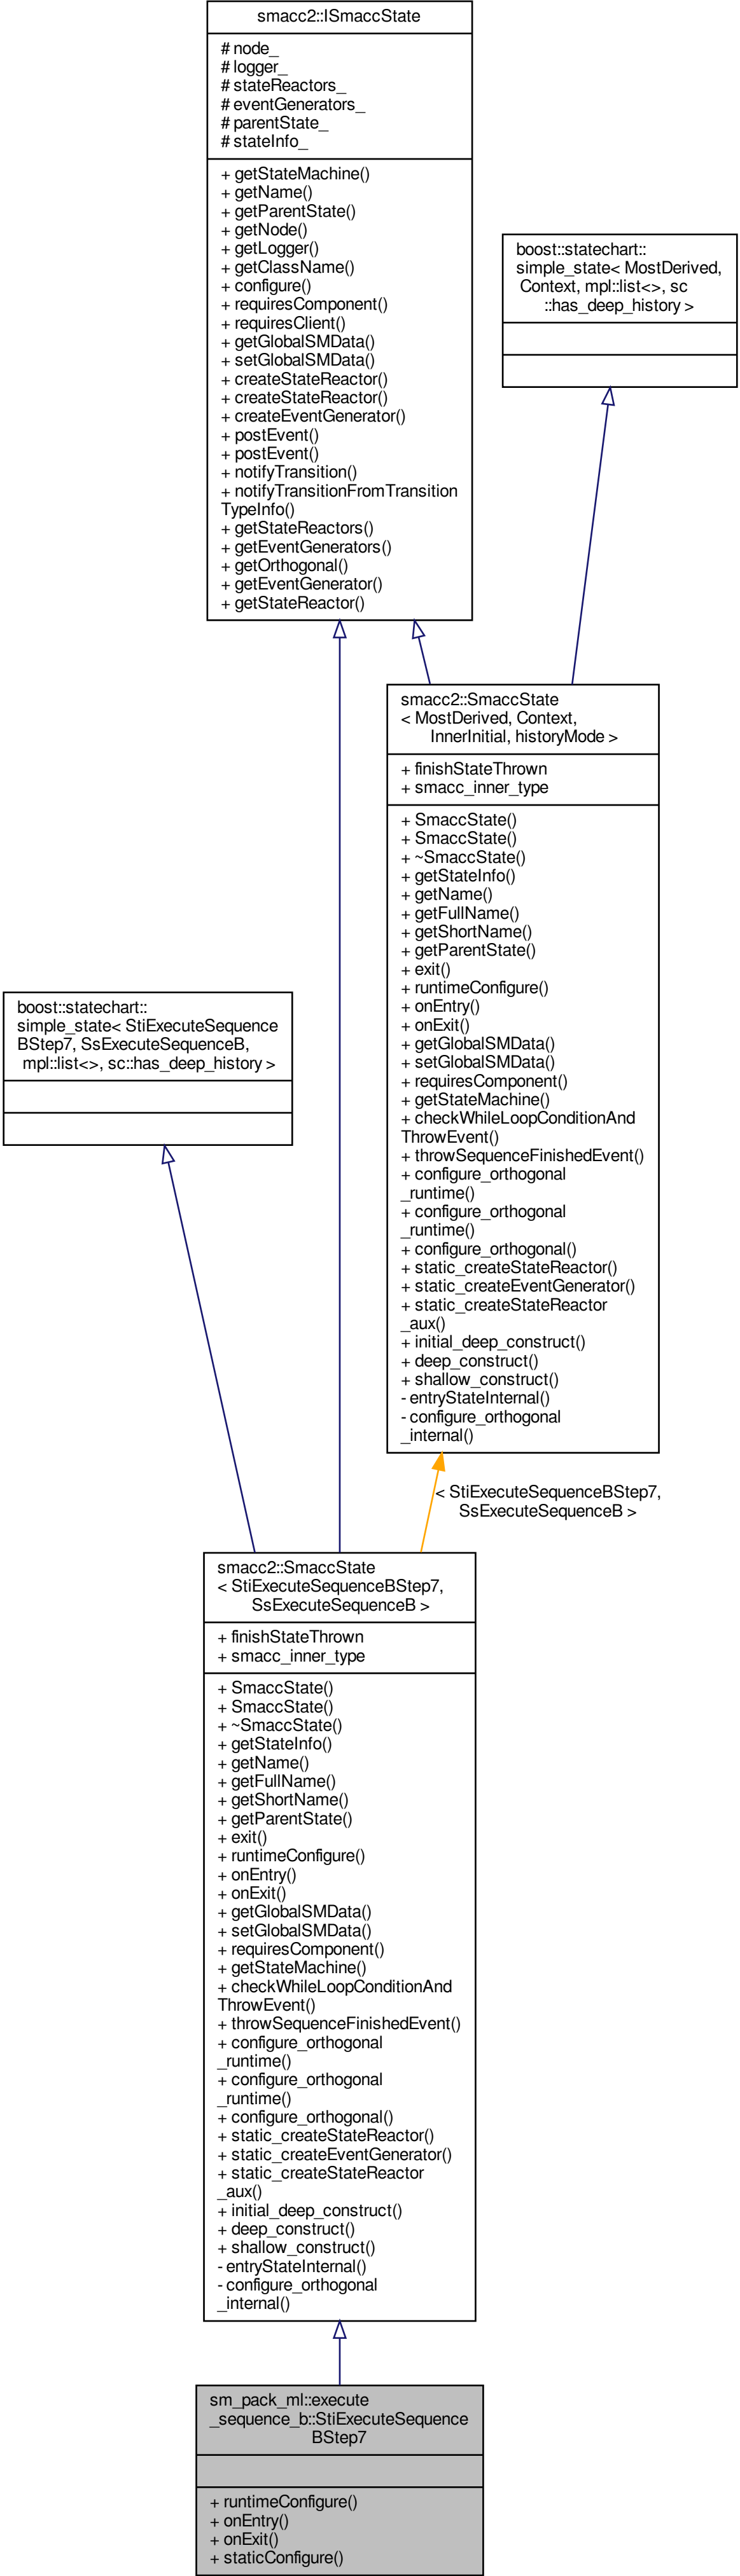 smacc2::ISmaccState
# node_
# logger_
# stateReactors_
# eventGenerators_
# parentState_
# stateInfo_
+ getStateMachine()
+ getName()
+ getParentState()
+ getNode()
+ getLogger()
+ getClassName()
+ configure()
+ requiresComponent()
+ requiresClient()
+ getGlobalSMData()
+ setGlobalSMData()
+ createStateReactor()
+ createStateReactor()
+ createEventGenerator()
+ postEvent()
+ postEvent()
+ notifyTransition()
+ notifyTransitionFromTransition
TypeInfo()
+ getStateReactors()
+ getEventGenerators()
+ getOrthogonal()
+ getEventGenerator()
+ getStateReactor()
boost::statechart::
simple_state< MostDerived,
Context, mpl::list<>, sc
::has_deep_history >
smacc2::SmaccState
< MostDerived, Context,
InnerInitial, historyMode >
+ finishStateThrown
+ smacc_inner_type
+ SmaccState()
+ SmaccState()
+ ~SmaccState()
+ getStateInfo()
+ getName()
+ getFullName()
+ getShortName()
+ getParentState()
+ exit()
+ runtimeConfigure()
+ onEntry()
+ onExit()
+ getGlobalSMData()
+ setGlobalSMData()
+ requiresComponent()
+ getStateMachine()
+ checkWhileLoopConditionAnd
ThrowEvent()
+ throwSequenceFinishedEvent()
+ configure_orthogonal
_runtime()
+ configure_orthogonal
_runtime()
+ configure_orthogonal()
+ static_createStateReactor()
+ static_createEventGenerator()
+ static_createStateReactor
_aux()
+ initial_deep_construct()
+ deep_construct()
+ shallow_construct()
- entryStateInternal()
- configure_orthogonal
_internal()
boost::statechart::
simple_state< StiExecuteSequence
BStep7, SsExecuteSequenceB,
mpl::list<>, sc::has_deep_history >
< StiExecuteSequenceBStep7,
SsExecuteSequenceB >
smacc2::SmaccState
< StiExecuteSequenceBStep7,
SsExecuteSequenceB >
+ finishStateThrown
+ smacc_inner_type
+ SmaccState()
+ SmaccState()
+ ~SmaccState()
+ getStateInfo()
+ getName()
+ getFullName()
+ getShortName()
+ getParentState()
+ exit()
+ runtimeConfigure()
+ onEntry()
+ onExit()
+ getGlobalSMData()
+ setGlobalSMData()
+ requiresComponent()
+ getStateMachine()
+ checkWhileLoopConditionAnd
ThrowEvent()
+ throwSequenceFinishedEvent()
+ configure_orthogonal
_runtime()
+ configure_orthogonal
_runtime()
+ configure_orthogonal()
+ static_createStateReactor()
+ static_createEventGenerator()
+ static_createStateReactor
_aux()
+ initial_deep_construct()
+ deep_construct()
+ shallow_construct()
- entryStateInternal()
- configure_orthogonal
_internal()
sm_pack_ml::execute
_sequence_b::StiExecuteSequence
BStep7
+ runtimeConfigure()
+ onEntry()
+ onExit()
+ staticConfigure()